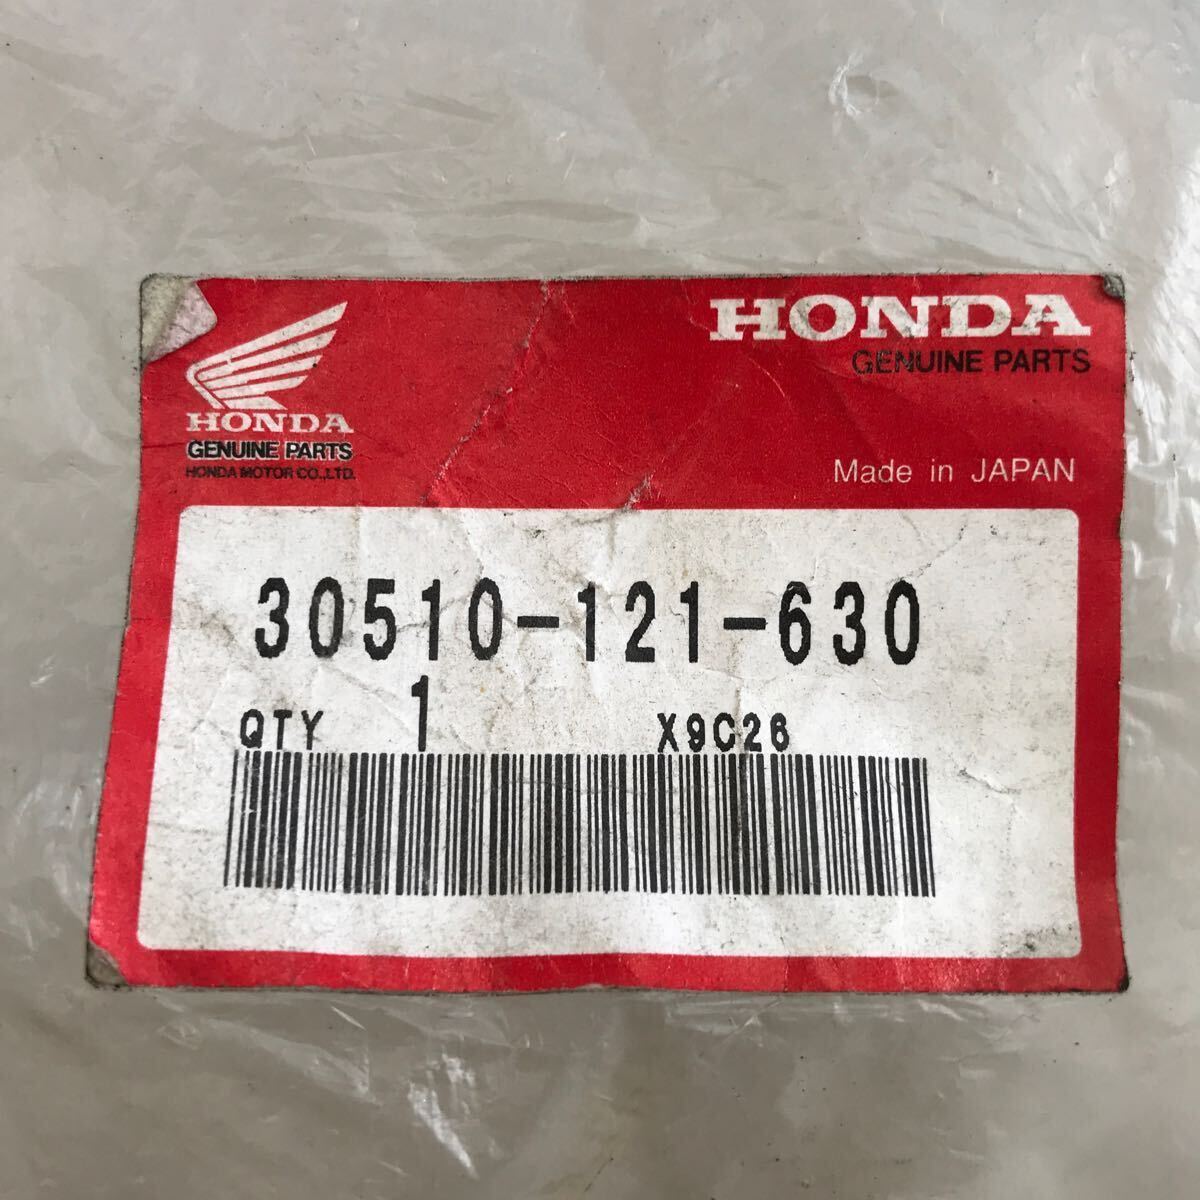 HONDA
GENUINE PARTS
HONDA MOTOR CO.,LTD.
HONDA
GENUINE PARTS
Made in JAPAN
30510-121-630
QTY 1 X9C26